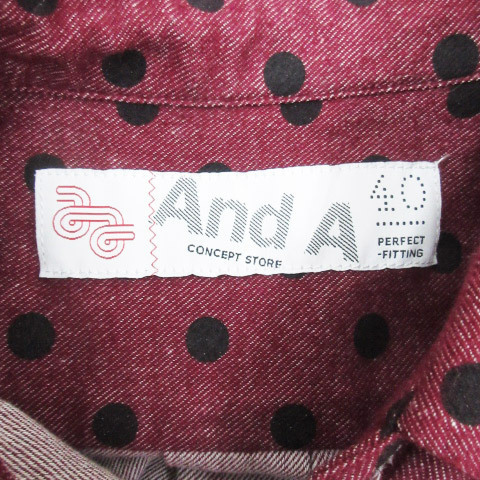 And A
CONCEPT STORE
40
PERFECT
-FITTING